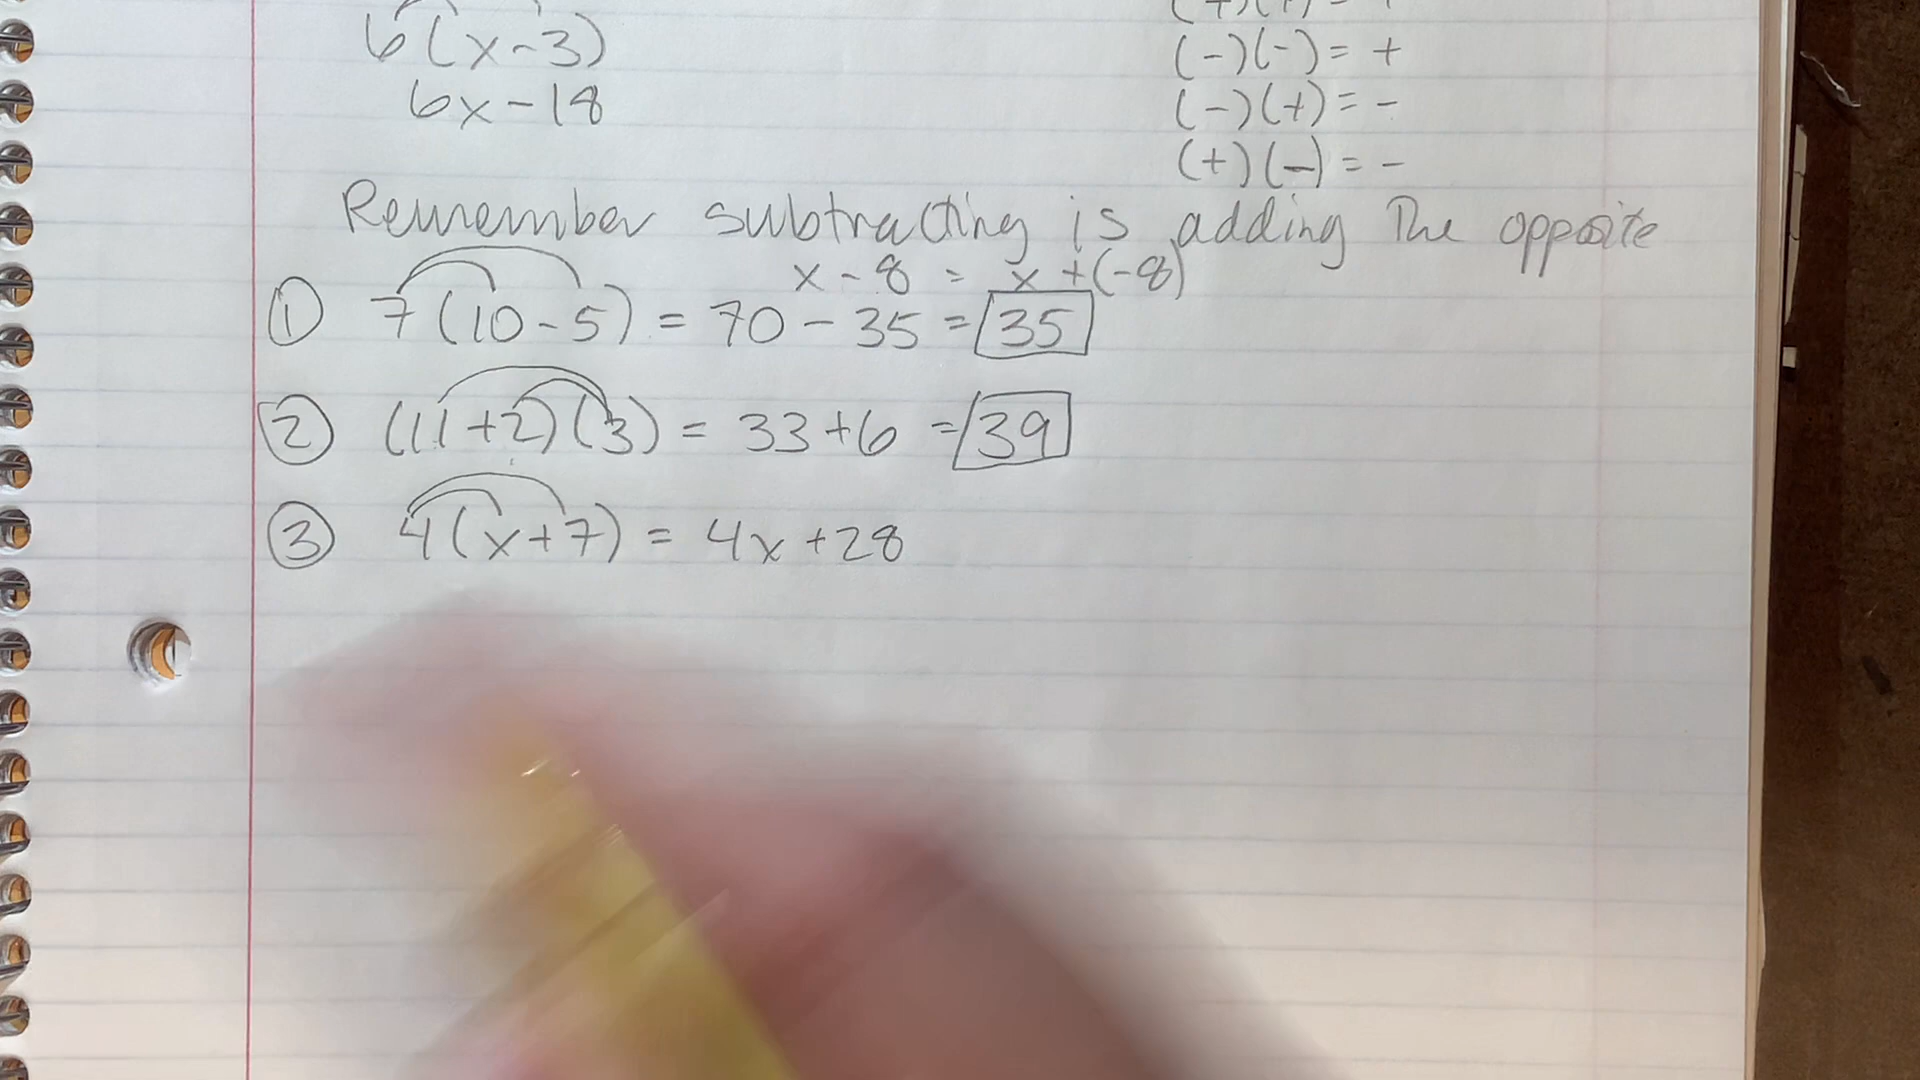 6(x-3)
6x-18
(-)(-)= +
(-)(+)= -
(+)(-)= -
Remember subtracting is adding the opposite
x - 8 = x +(-8)
① 7(10-5) = 70 - 35 = 35
② (11+2)(3) = 33+6 = 39
③ 4(x+7) = 4x +28